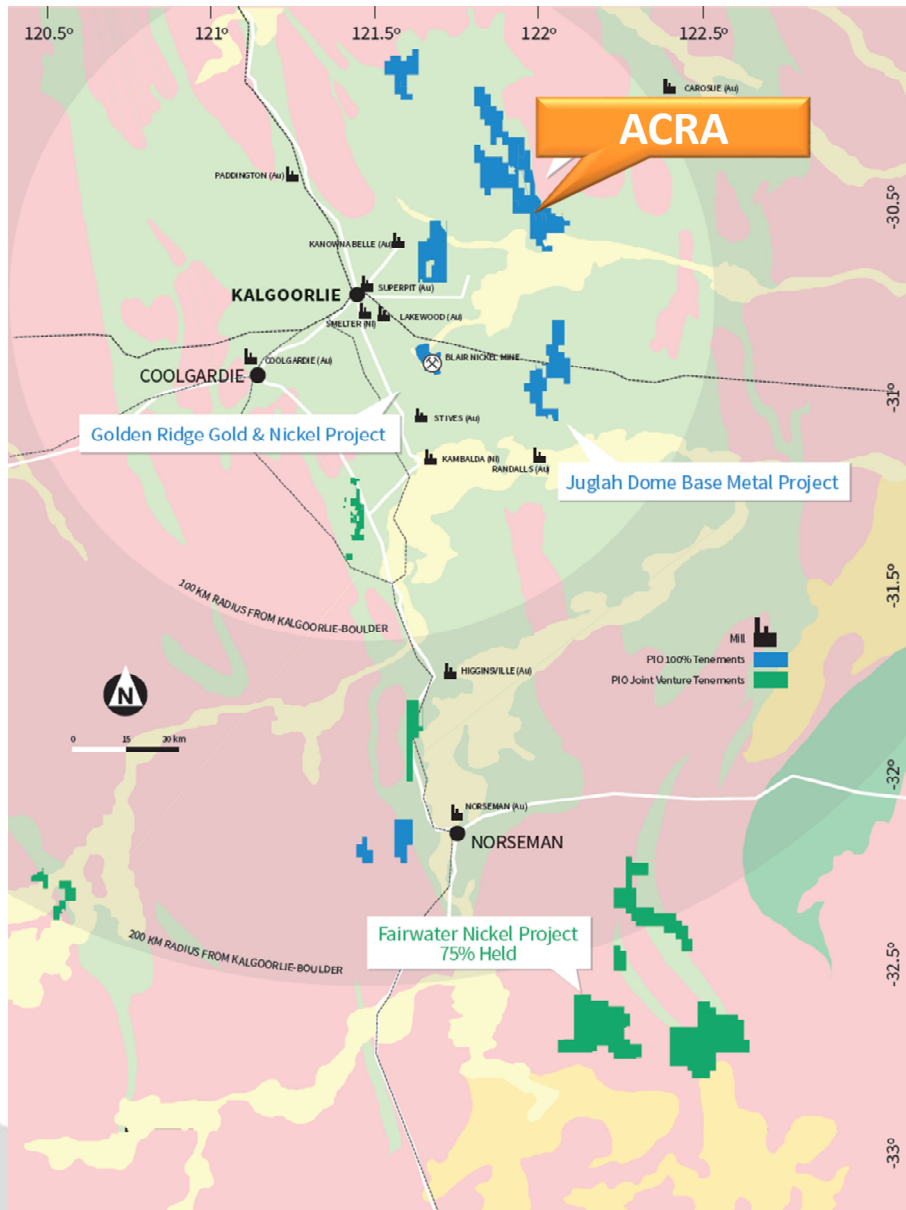 120.5°
121°
121.5°
122°
122.5°
CAROSUE (Au)
ACRA
PADDINGTON (Au)
-30.5°
KANOWNA BELLE (Au)
SUPERPIT (Au)
KALGOORLIE
SMELTER (NI)
LAKEWOOD (Au)
COOLGARDIE (Au)
BLAIR NICKEL MINE
COOLGARDIE
-31°
ST IVES (Au)
Golden Ridge Gold & Nickel Project
KAMBALDA (NI)
RANDALLS (Au)
Juglah Dome Base Metal Project
-31.5°
100 KM RADIUS FROM KALGOORLIE-BOULDER
Mill
PIO 100% Tenements
PIO Joint Venture Tenements
HIGGINSVILLE (Au)
N
0 15 30 km
-32°
NORSEMAN (Au)
NORSEMAN
Fairwater Nickel Project
75% Held
200 KM RADIUS FROM KALGOORLIE-BOULDER
-32.5°
-33°